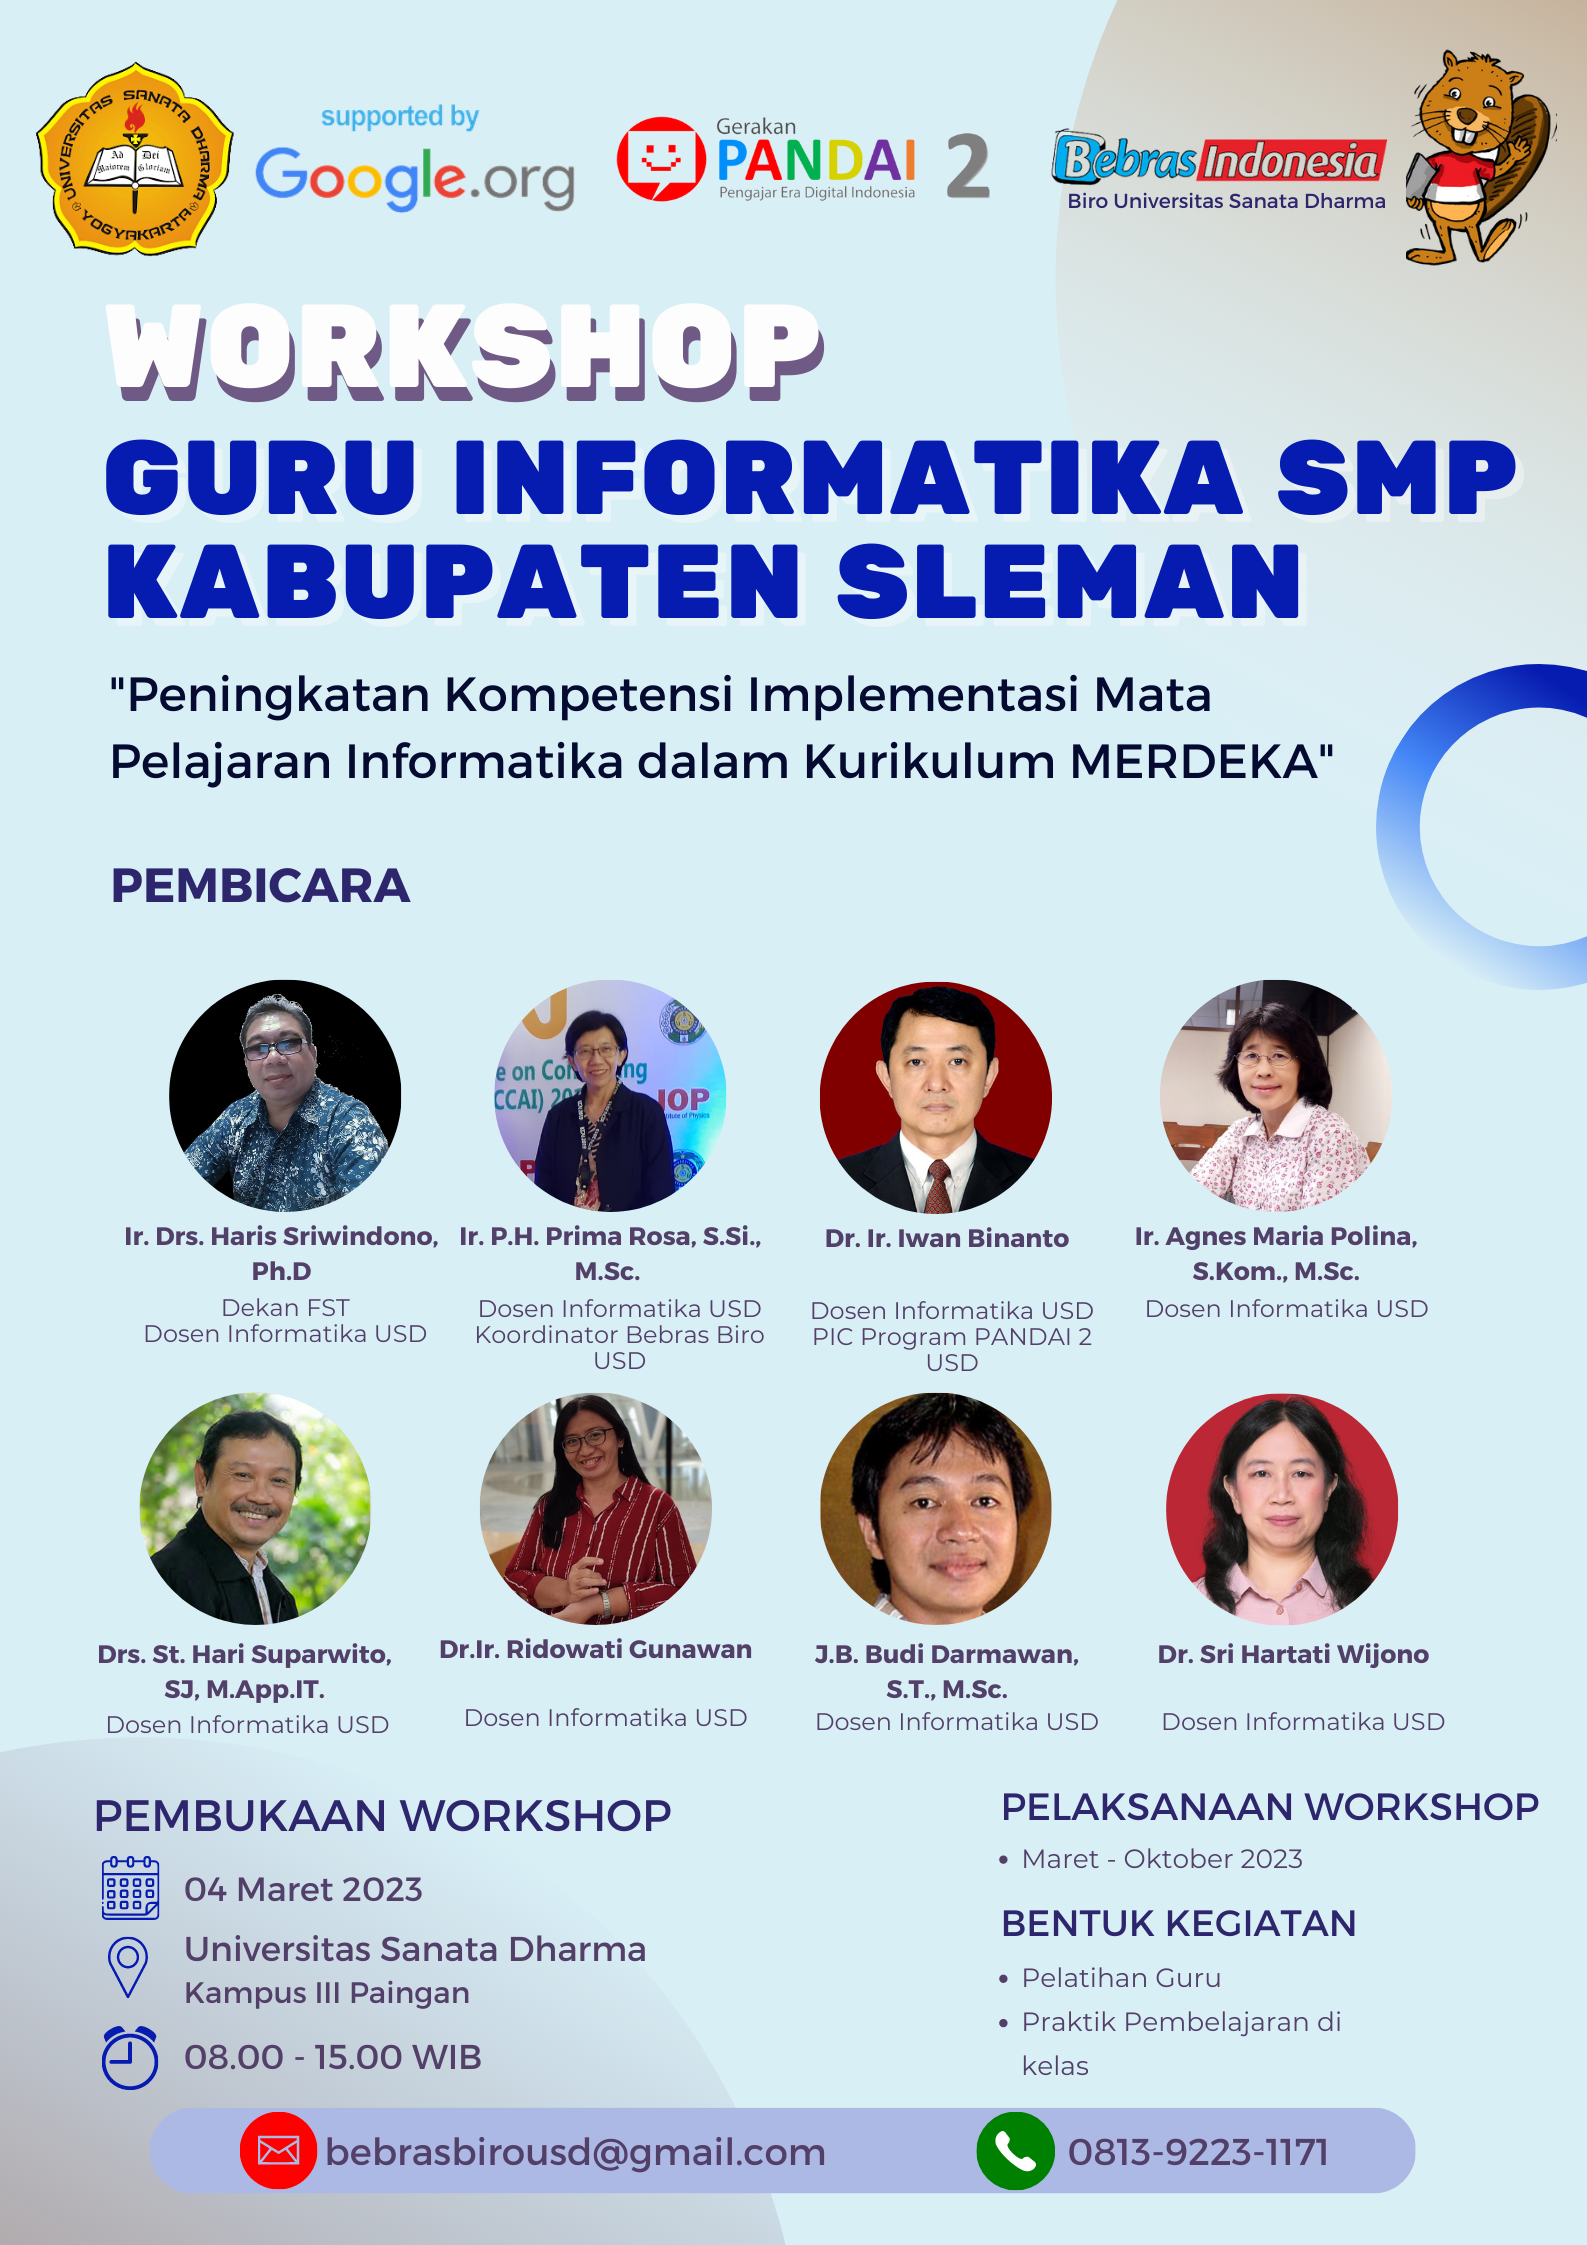 UNIVERSITAS SANATA DHARMA
Ad Dei
Maiorem Gloriam
YOGYAKARTA
supported by
Google.org
Gerakan
PANDAI 2
Pengajar Era Digital Indonesia
Bebras Indonesia
Biro Universitas Sanata Dharma
WORKSHOP
GURU INFORMATIKA SMP
KABUPATEN SLEMAN
"Peningkatan Kompetensi Implementasi Mata
Pelajaran Informatika dalam Kurikulum MERDEKA"
PEMBICARA
e on Com ng
CCAI) 20
IOP
Ir. Drs. Haris Sriwindono,
Ph.D
Dekan FST
Dosen Informatika USD
Ir. P.H. Prima Rosa, S.Si.,
M.Sc.
Dosen Informatika USD
Koordinator Bebras Biro
USD
Dr. Ir. Iwan Binanto
Dosen Informatika USD
PIC Program PANDAI 2
USD
Ir. Agnes Maria Polina,
S.Kom., M.Sc.
Dosen Informatika USD
Drs. St. Hari Suparwito,
SJ, M.App.IT.
Dosen Informatika USD
Dr.Ir. Ridowati Gunawan
Dosen Informatika USD
J.B. Budi Darmawan,
S.T., M.Sc.
Dosen Informatika USD
Dr. Sri Hartati Wijono
Dosen Informatika USD
PEMBUKAAN WORKSHOP
04 Maret 2023
Universitas Sanata Dharma
Kampus III Paingan
08.00 - 15.00 WIB
PELAKSANAAN WORKSHOP
• Maret - Oktober 2023
BENTUK KEGIATAN
• Pelatihan Guru
• Praktik Pembelajaran di
kelas
bebrasbirousd@gmail.com
0813-9223-1171